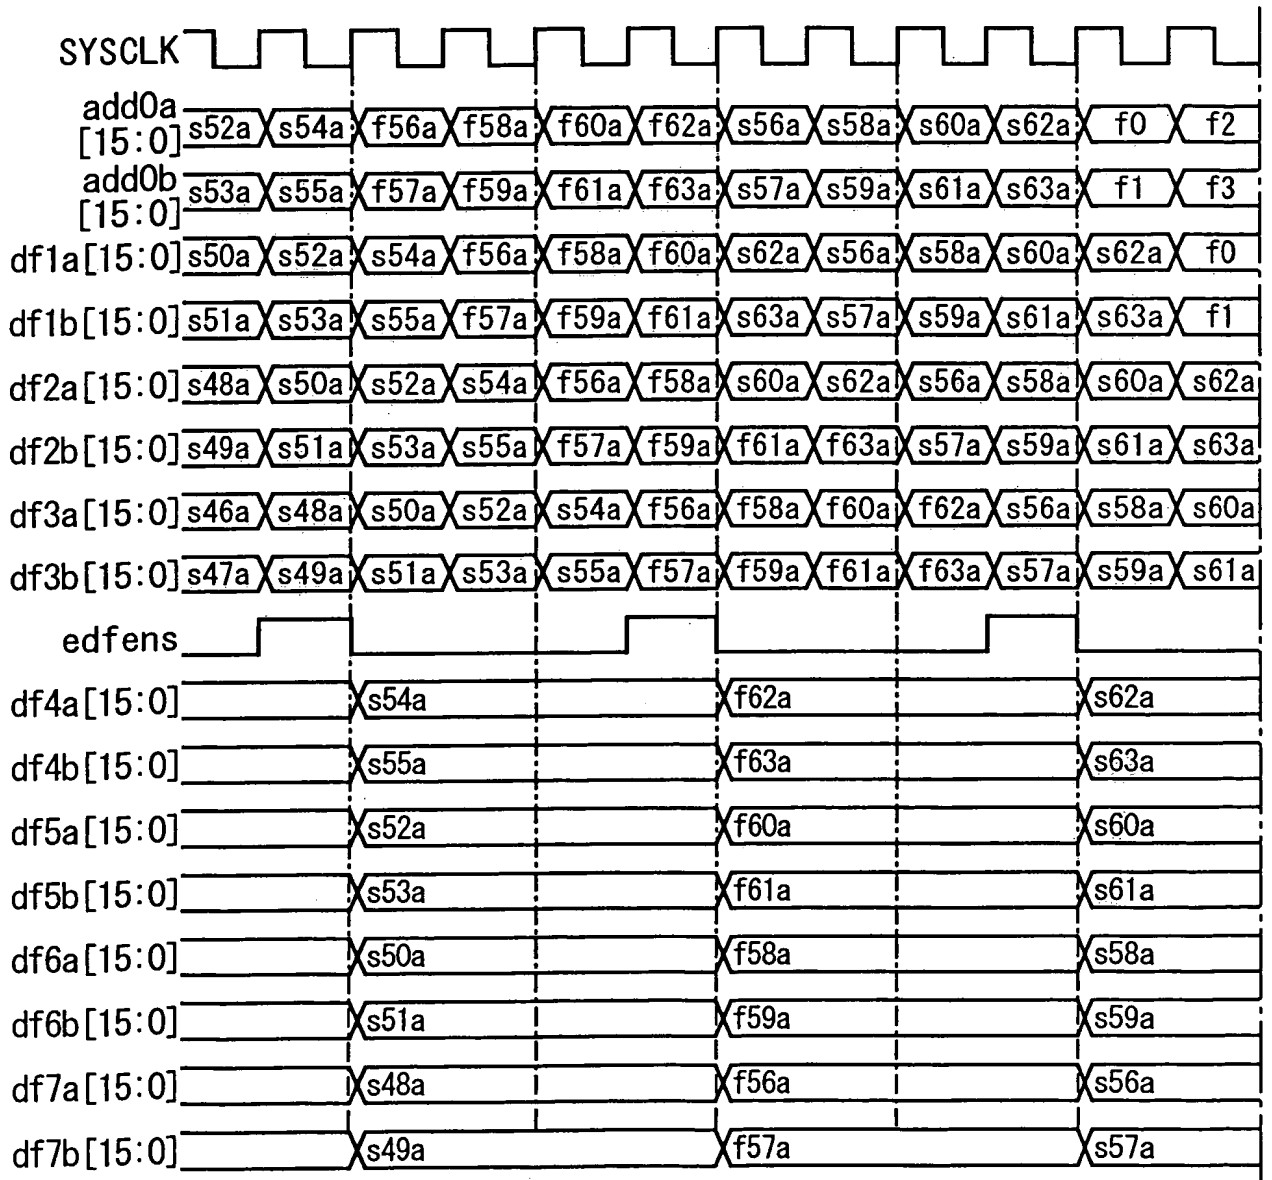 SYSCLK
add0a
[15:0] s52a s54a f56a f58a f60a f62a s56a s58a s60a s62a f0 f2
add0b
[15:0] s53a s55a f57a f59a f61a f63a s57a s59a s61a s63a f1 f3
df1a[15:0] s50a s52a s54a f56a f58a f60a s62a s56a s58a s60a s62a f0
df1b[15:0] s51a s53a s55a f57a f59a f61a s63a s57a s59a s61a s63a f1
df2a[15:0] s48a s50a s52a s54a f56a f58a s60a s62a s56a s58a s60a s62a
df2b[15:0] s49a s51a s53a s55a f57a f59a f61a f63a s57a s59a s61a s63a
df3a[15:0] s46a s48a s50a s52a s54a f56a f58a f60a f62a s56a s58a s60a
df3b[15:0] s47a s49a s51a s53a s55a f57a f59a f61a f63a s57a s59a s61a
edfens
df4a[15:0] s54a f62a s62a
df4b[15:0] s55a f63a s63a
df5a[15:0] s52a f60a s60a
df5b[15:0] s53a f61a s61a
df6a[15:0] s50a f58a s58a
df6b[15:0] s51a f59a s59a
df7a[15:0] s48a f56a s56a
df7b[15:0] s49a f57a s57a